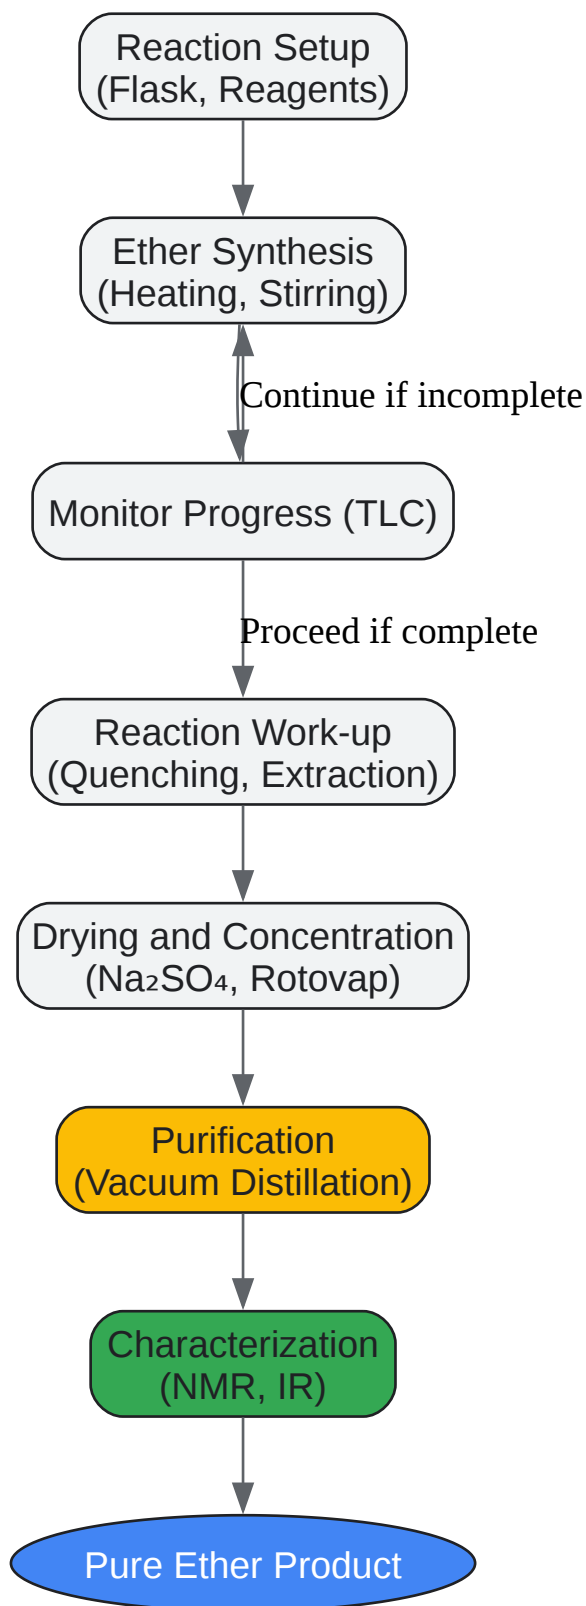 Reaction Setup
(Flask, Reagents)
Ether Synthesis
(Heating, Stirring)
Continue if incomplete
Monitor Progress (TLC)
Proceed if complete
Reaction Work-up
(Quenching, Extraction)
Drying and Concentration
(Na₂SO₄, Rotovap)
Purification
(Vacuum Distillation)
Characterization
(NMR, IR)
Pure Ether Product